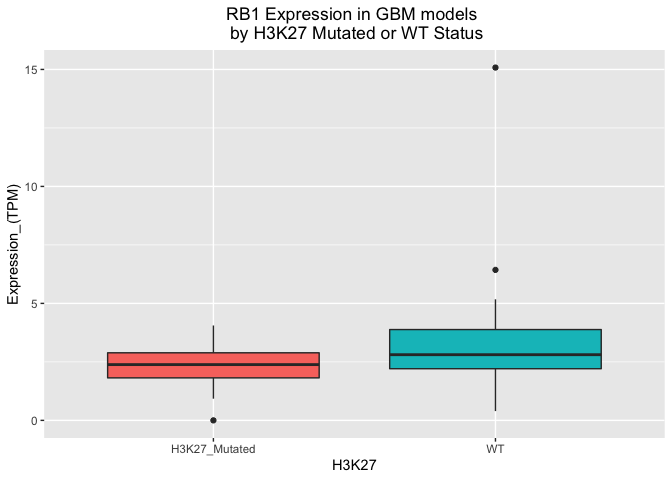 RB1 Expression in GBM models
by H3K27 Mutated or WT Status
Expression_(TPM)
15
10
5
0
H3K27_Mutated
WT
H3K27